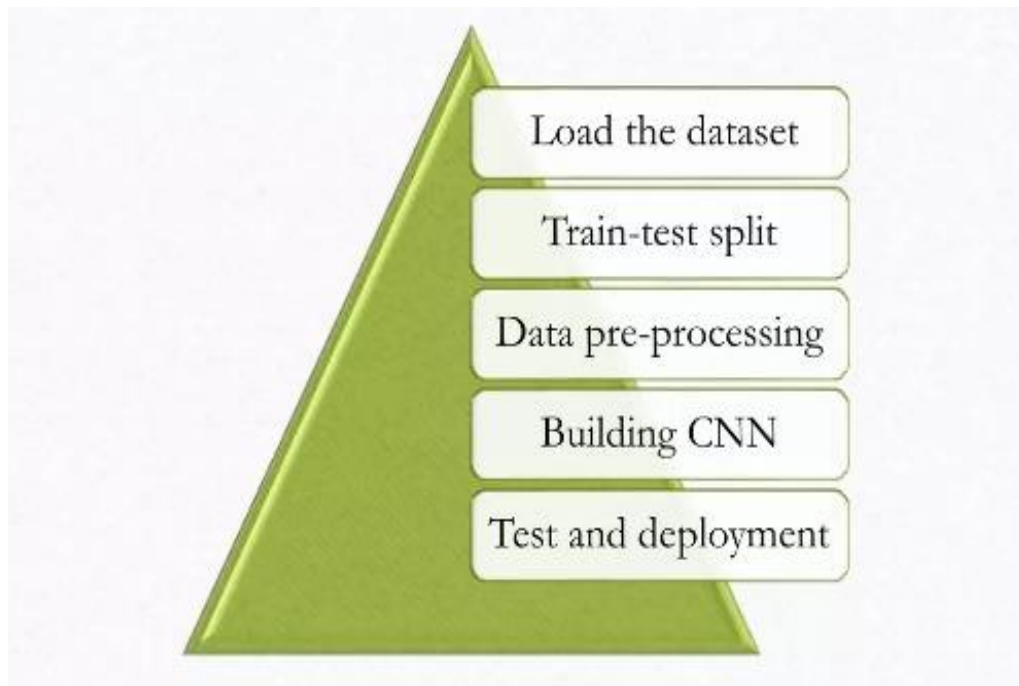 Load the dataset
Train-test split
Data pre-processing
Building CNN
Test and deployment